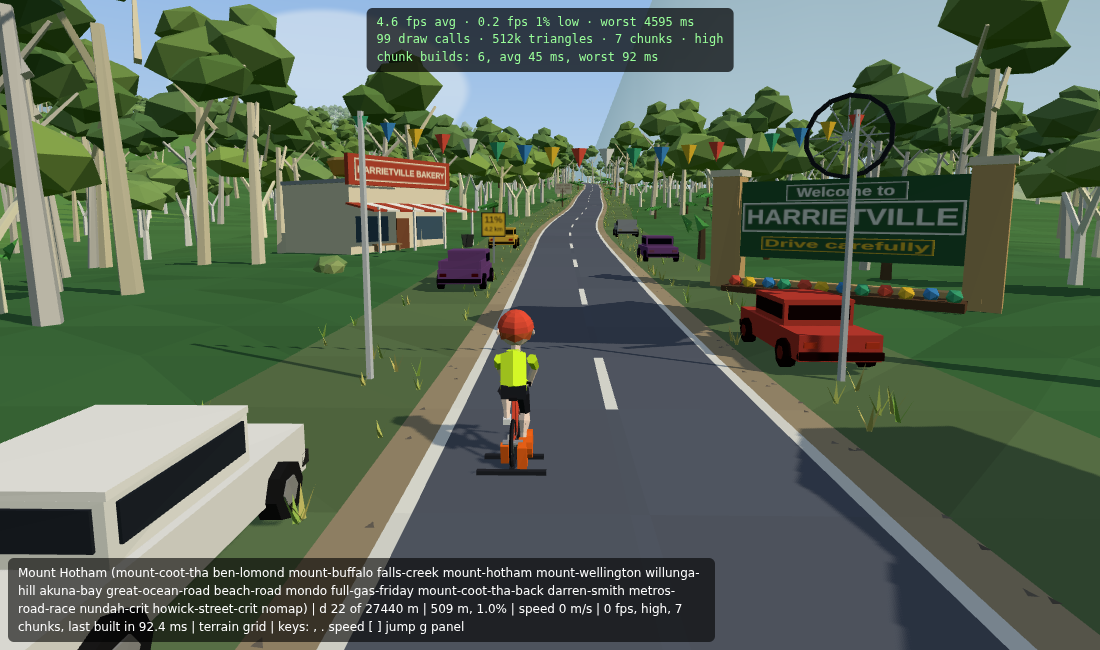 4.6 fps avg · 0.2 fps 1% low · worst 4595 ms
99 draw calls · 512k triangles · 7 chunks · high
chunk builds: 6, avg 45 ms, worst 92 ms
HARRIETVILLE BAKERY
11%
4.2 km
Welcome to
HARRIETVILLE
Drive carefully
Mount Hotham (mount-coot-tha ben-lomond mount-buffalo falls-creek mount-hotham mount-wellington willunga-
hill akuna-bay great-ocean-road beach-road mondo full-gas-friday mount-coot-tha-back darren-smith metros-
road-race nundah-crit howick-street-crit nomap) | d 22 of 27440 m | 509 m, 1.0% | speed 0 m/s | 0 fps, high, 7
chunks, last built in 92.4 ms | terrain grid | keys: , . speed [ ] jump g panel